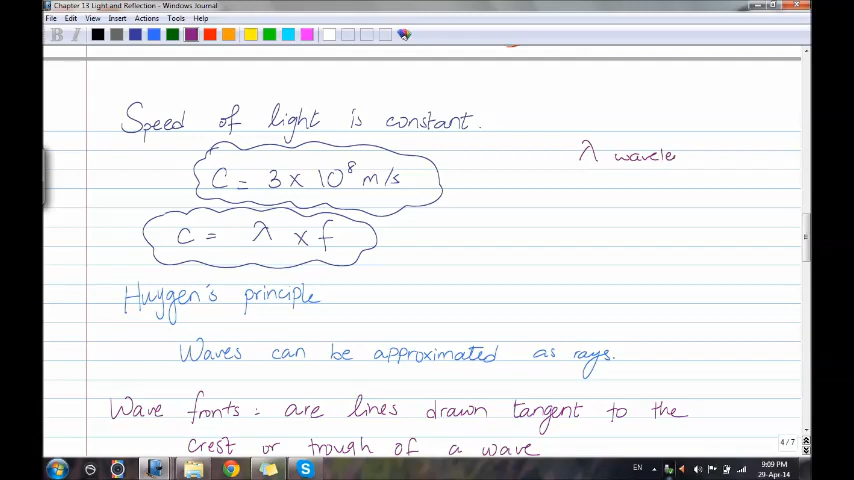 Chapter 13 Light and Reflection - Windows Journal
File Edit View Insert Actions Tools Help
B I
Speed of light is constant.
λ wavele
C = 3 x 10⁸ m/s
C = λ x f
Huygen's principle
Waves can be approximated as rays.
Wave fronts : are lines drawn tangent to the
crest or trough of a wave
4/7
EN
9:09 PM
29-Apr-14